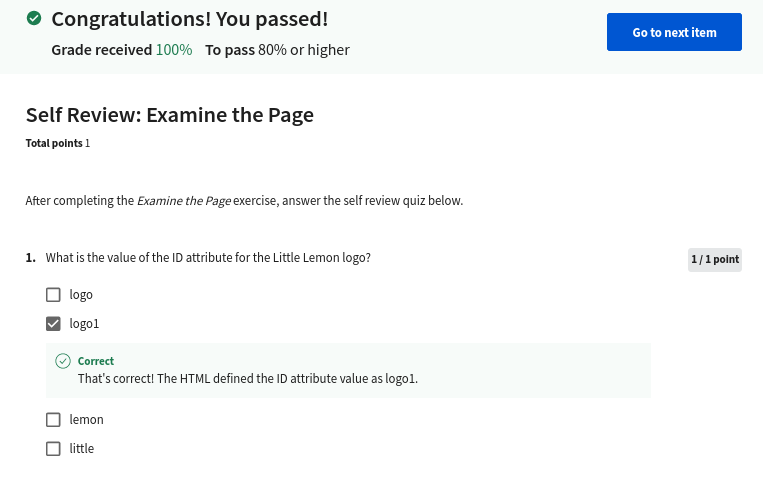 Congratulations! You passed!
Grade received 100% To pass 80% or higher
Go to next item
Self Review: Examine the Page
Total points 1
After completing the Examine the Page exercise, answer the self review quiz below.
1. What is the value of the ID attribute for the Little Lemon logo?
1 / 1 point
logo
logo1
Correct
That's correct! The HTML defined the ID attribute value as logo1.
lemon
little